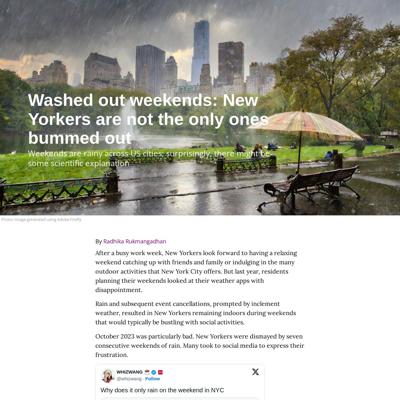 Washed out weekends: New
Yorkers are not the only ones
bummed out
Weekends are rainy across US cities; surprisingly, there might be
some scientific explanation
Photo: Image generated using Adobe Firefly
By Radhika Rukmangadhan
After a busy work week, New Yorkers look forward to having a relaxing
weekend catching up with friends and family or indulging in the many
outdoor activities that New York City offers. But last year, residents
planning their weekends looked at their weather apps with
disappointment.
Rain and subsequent event cancellations, prompted by inclement
weather, resulted in New Yorkers remaining indoors during weekends
that would typically be bustling with social activities.
October 2023 was particularly bad. New Yorkers were dismayed by seven
consecutive weekends of rain. Many took to social media to express their
frustration.
WHIZWANG
@whizwang · Follow
Why does it only rain on the weekend in NYC